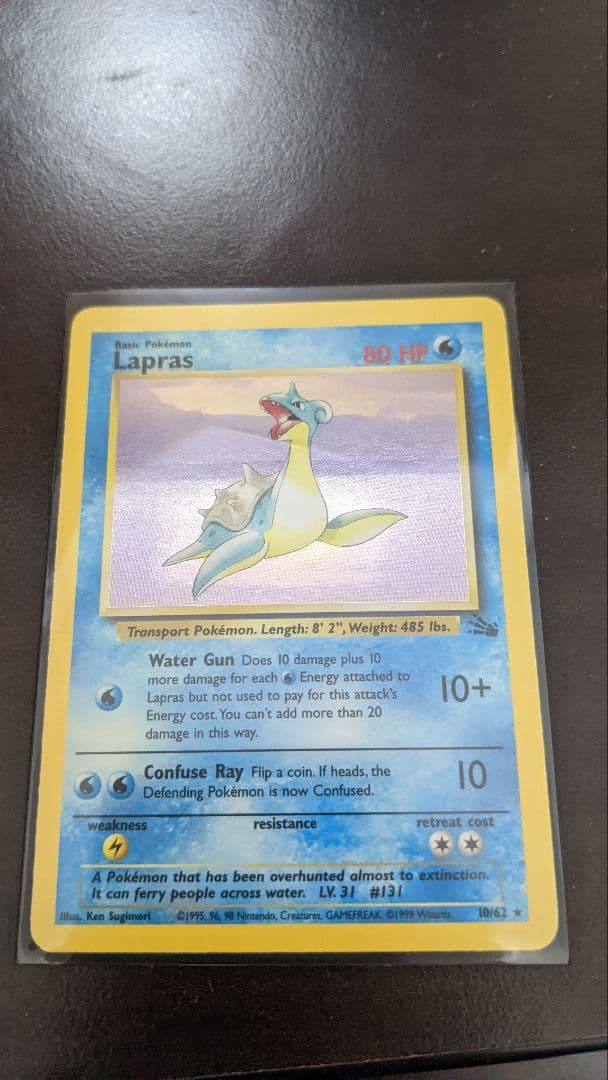 Basic Pokémon
Lapras 80 HP
Transport Pokémon. Length: 8' 2", Weight: 485 lbs.
Water Gun Does 10 damage plus 10
more damage for each Energy attached to
Lapras but not used to pay for this attack's
Energy cost. You can't add more than 20
damage in this way.
10+
Confuse Ray Flip a coin. If heads, the
Defending Pokémon is now Confused.
10
weakness resistance retreat cost
A Pokémon that has been overhunted almost to extinction.
It can ferry people across water. LV. 31 #131
Illus. Ken Sugimori ©1995, 96, 98 Nintendo, Creatures, GAMEFREAK. ©1999 Wizards. 10/62 ★